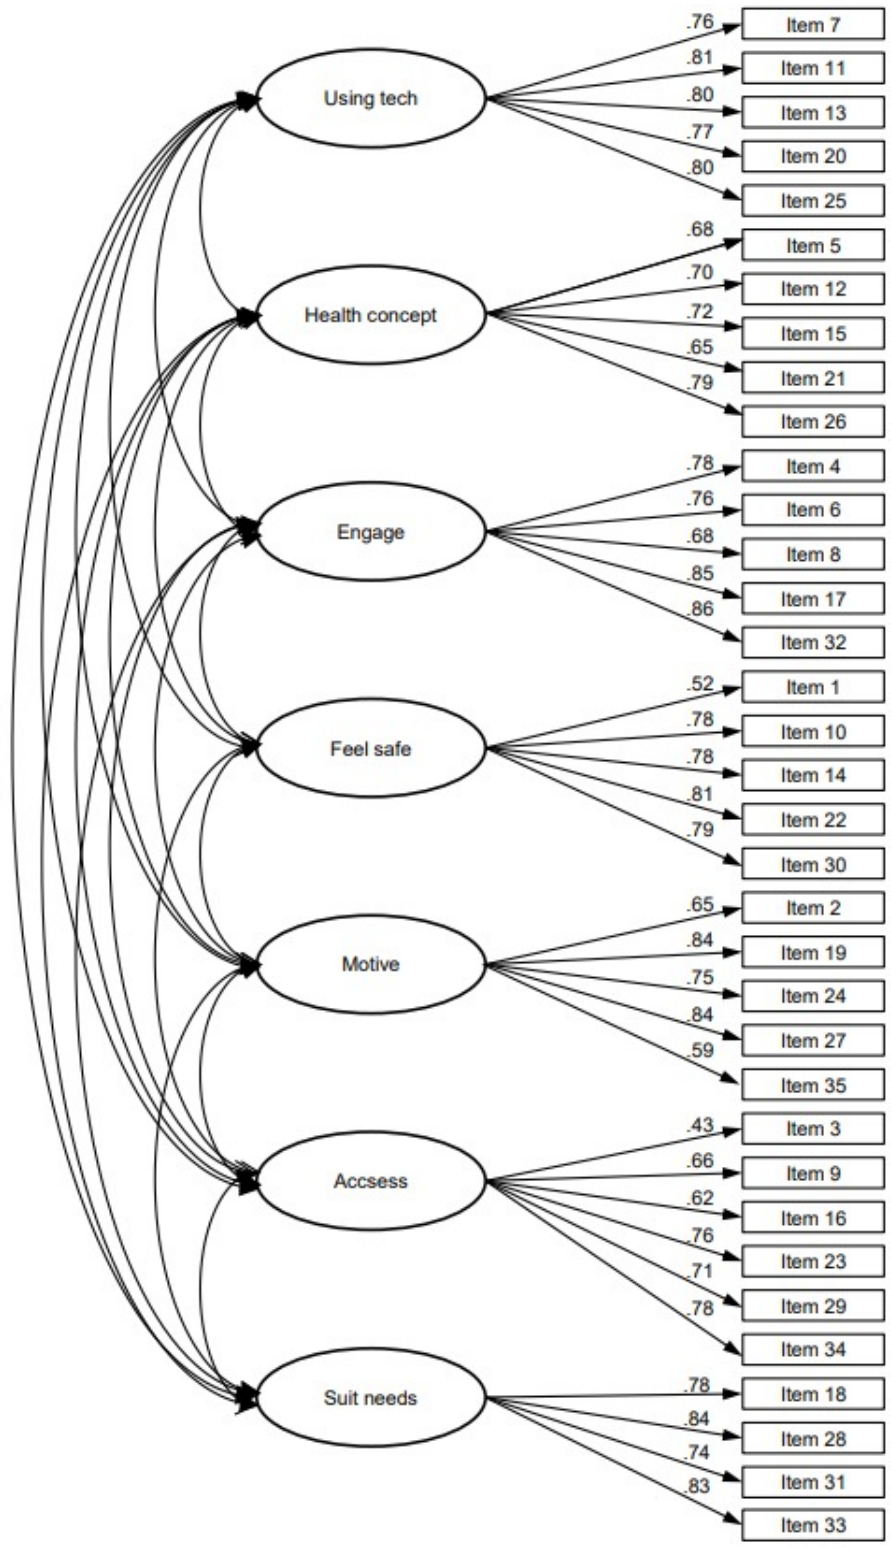 .76 Item 7
.81 Item 11
Using tech
.80 Item 13
.77 Item 20
.80 Item 25
.68 Item 5
.70 Item 12
Health concept
.72 Item 15
.65 Item 21
.79 Item 26
.78 Item 4
.76 Item 6
Engage
.68 Item 8
.85 Item 17
.86 Item 32
.52 Item 1
.78 Item 10
Feel safe
.78 Item 14
.81 Item 22
.79 Item 30
.65 Item 2
.84 Item 19
Motive
.75 Item 24
.84 Item 27
.59 Item 35
.43 Item 3
.66 Item 9
Accsess
.62 Item 16
.76 Item 23
.71 Item 29
.78 Item 34
.78 Item 18
Suit needs
.84 Item 28
.74 Item 31
.83 Item 33